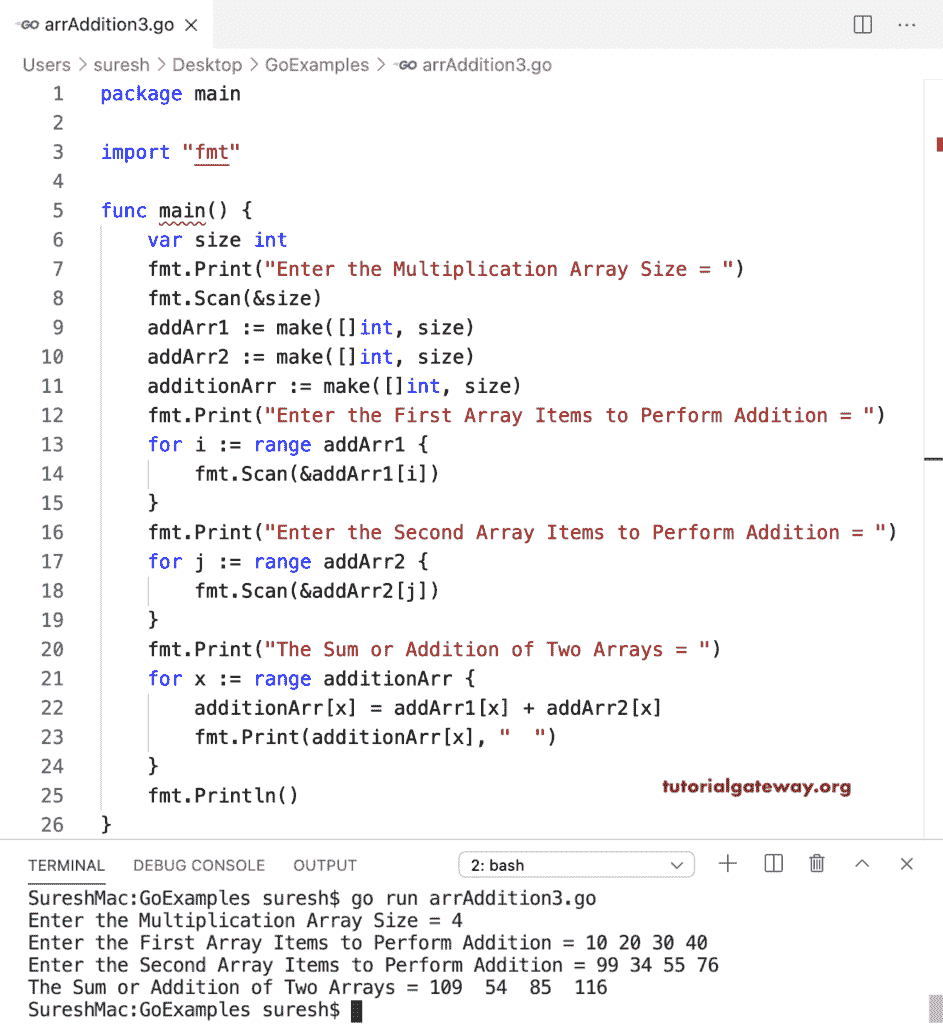 GO arrAddition3.go ×
Users > suresh > Desktop > GoExamples > GO arrAddition3.go
1 package main
2
3 import "fmt"
4
5 func main() {
6     var size int
7     fmt.Print("Enter the Multiplication Array Size = ")
8     fmt.Scan(&size)
9     addArr1 := make([]int, size)
10     addArr2 := make([]int, size)
11     additionArr := make([]int, size)
12     fmt.Print("Enter the First Array Items to Perform Addition = ")
13     for i := range addArr1 {
14         fmt.Scan(&addArr1[i])
15     }
16     fmt.Print("Enter the Second Array Items to Perform Addition = ")
17     for j := range addArr2 {
18         fmt.Scan(&addArr2[j])
19     }
20     fmt.Print("The Sum or Addition of Two Arrays = ")
21     for x := range additionArr {
22         additionArr[x] = addArr1[x] + addArr2[x]
23         fmt.Print(additionArr[x], "  ")
24     }
25     fmt.Println()
26 }
tutorialgateway.org
TERMINAL DEBUG CONSOLE OUTPUT 2: bash
SureshMac:GoExamples suresh$ go run arrAddition3.go
Enter the Multiplication Array Size = 4
Enter the First Array Items to Perform Addition = 10 20 30 40
Enter the Second Array Items to Perform Addition = 99 34 55 76
The Sum or Addition of Two Arrays = 109  54  85  116
SureshMac:GoExamples suresh$